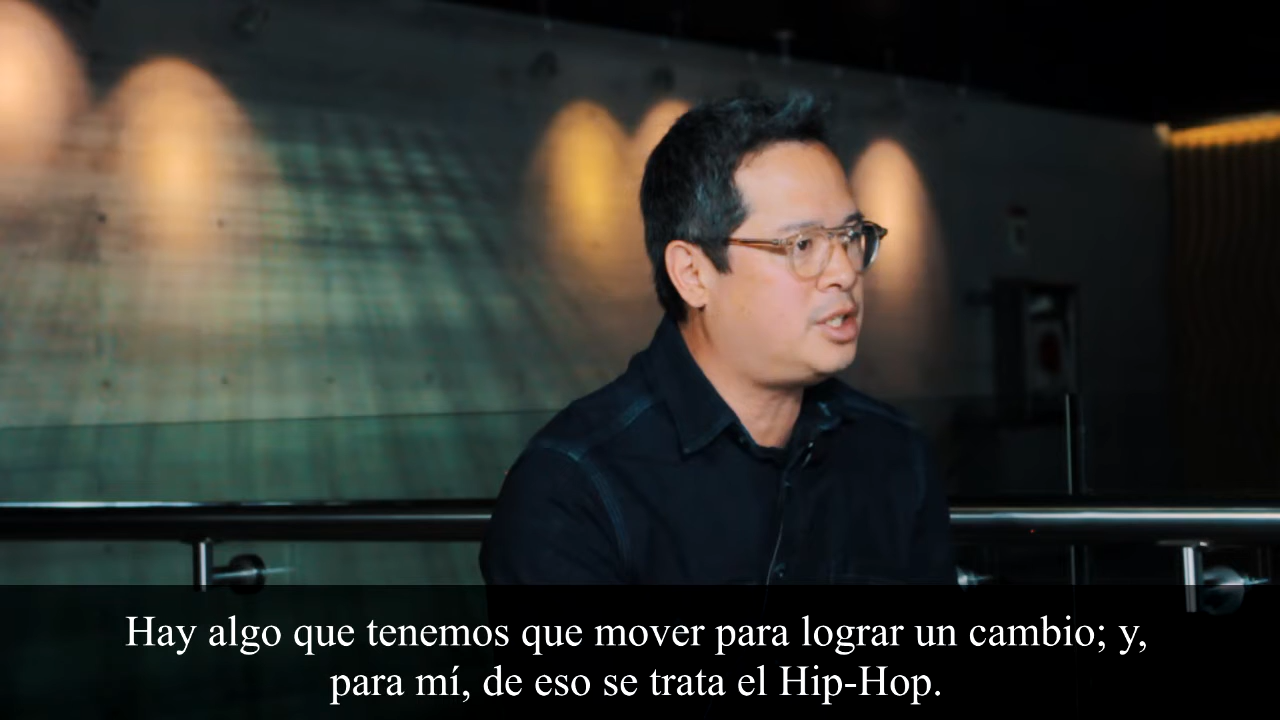 Hay algo que tenemos que mover para lograr un cambio; y,
para mí, de eso se trata el Hip-Hop.